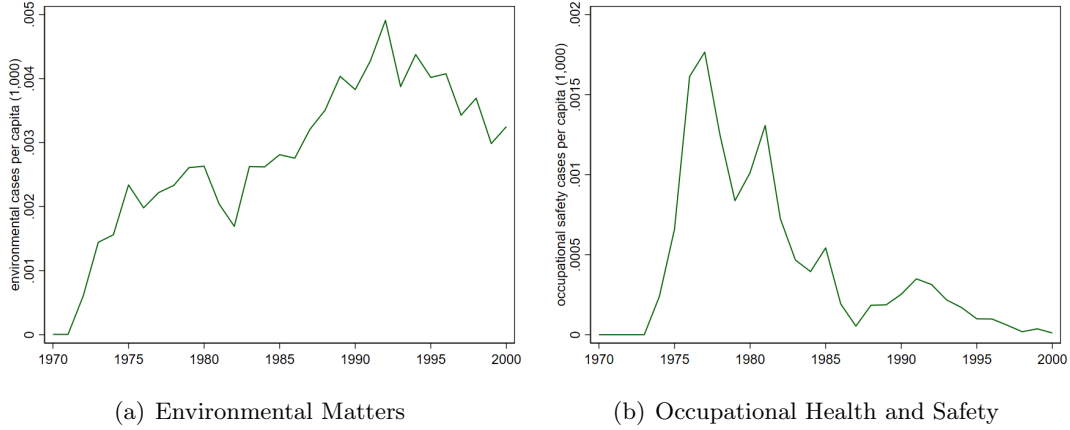 environmental cases per capita (1,000)
.005
.004
.003
.002
.001
0
1970 1975 1980 1985 1990 1995 2000
(a) Environmental Matters
occupational safety cases per capita (1,000)
.002
.0015
.001
.0005
0
1970 1975 1980 1985 1990 1995 2000
(b) Occupational Health and Safety